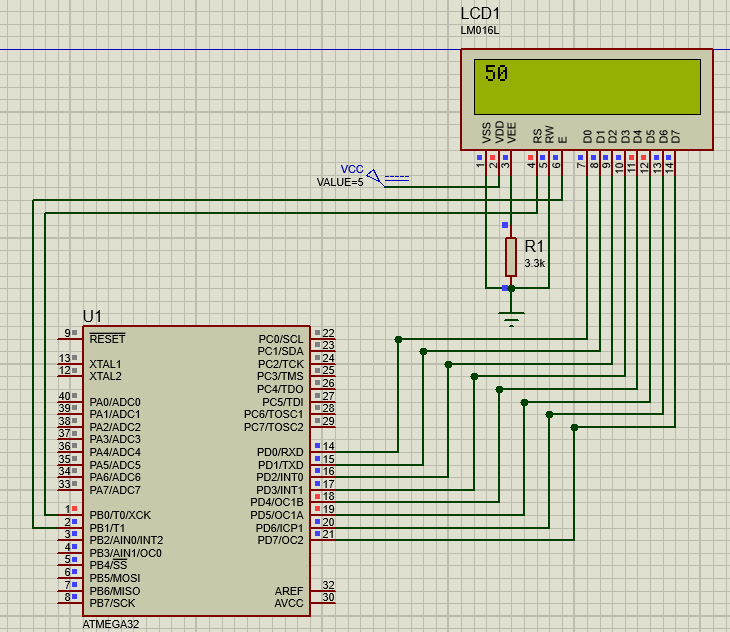 LCD1
LM016L
50
VSS VDD VEE RS RW E D0 D1 D2 D3 D4 D5 D6 D7
1 2 3 4 5 6 7 8 9 10 11 12 13 14
VCC
VALUE=5
R1
3.3k
U1
9 RESET PC0/SCL 22
PC1/SDA 23
13 XTAL1 PC2/TCK 24
12 XTAL2 PC3/TMS 25
PC4/TDO 26
40 PA0/ADC0 PC5/TDI 27
39 PA1/ADC1 PC6/TOSC1 28
38 PA2/ADC2 PC7/TOSC2 29
37 PA3/ADC3
36 PA4/ADC4 PD0/RXD 14
35 PA5/ADC5 PD1/TXD 15
34 PA6/ADC6 PD2/INT0 16
33 PA7/ADC7 PD3/INT1 17
PD4/OC1B 18
1 PB0/T0/XCK PD5/OC1A 19
2 PB1/T1 PD6/ICP1 20
3 PB2/AIN0/INT2 PD7/OC2 21
4 PB3/AIN1/OC0
5 PB4/SS
6 PB5/MOSI
7 PB6/MISO AREF 32
8 PB7/SCK AVCC 30
ATMEGA32